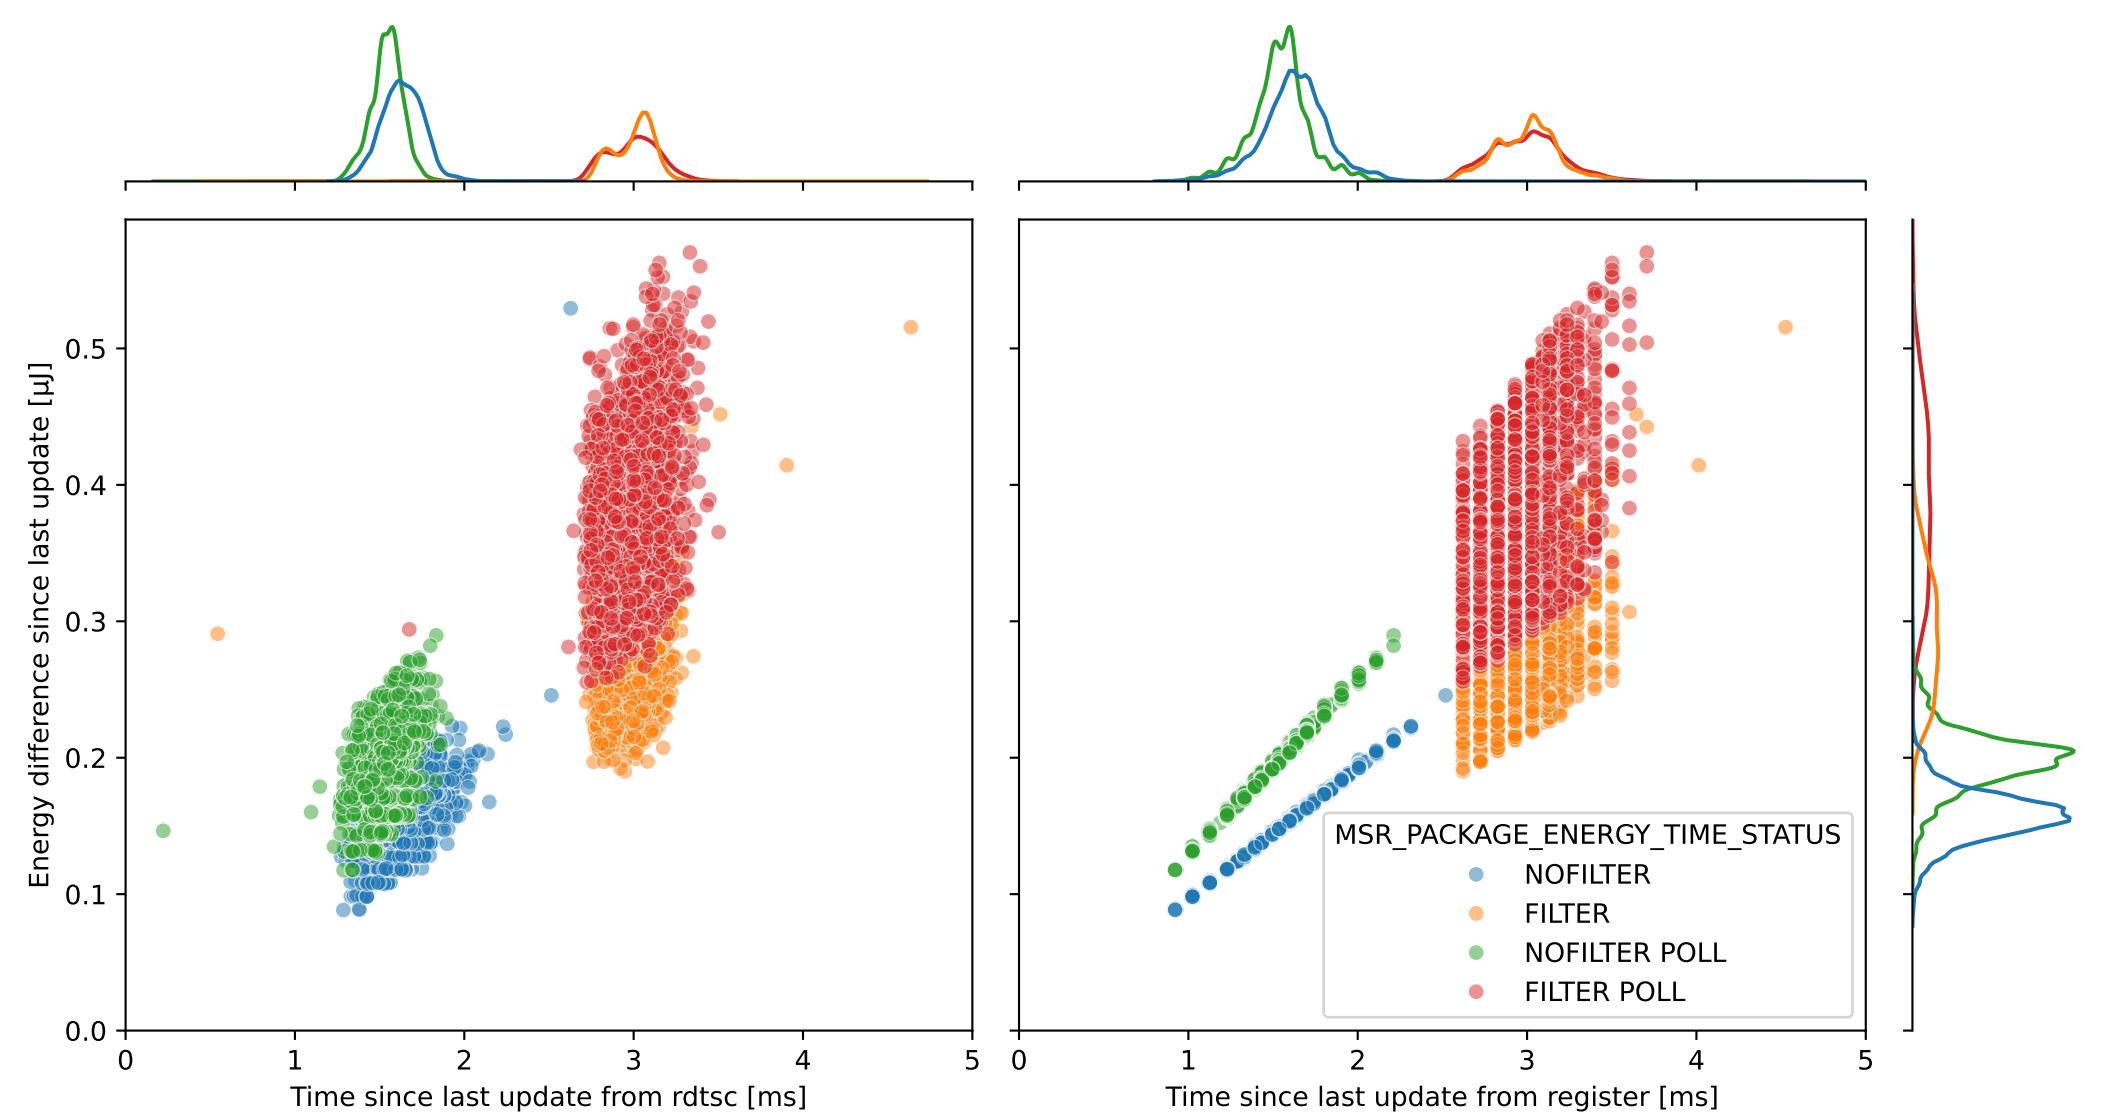 Energy difference since last update [μJ]
0.5
0.4
0.3
0.2
0.1
0.0
0 1 2 3 4 5
Time since last update from rdtsc [ms]
0 1 2 3 4 5
Time since last update from register [ms]
MSR_PACKAGE_ENERGY_TIME_STATUS
NOFILTER
FILTER
NOFILTER POLL
FILTER POLL